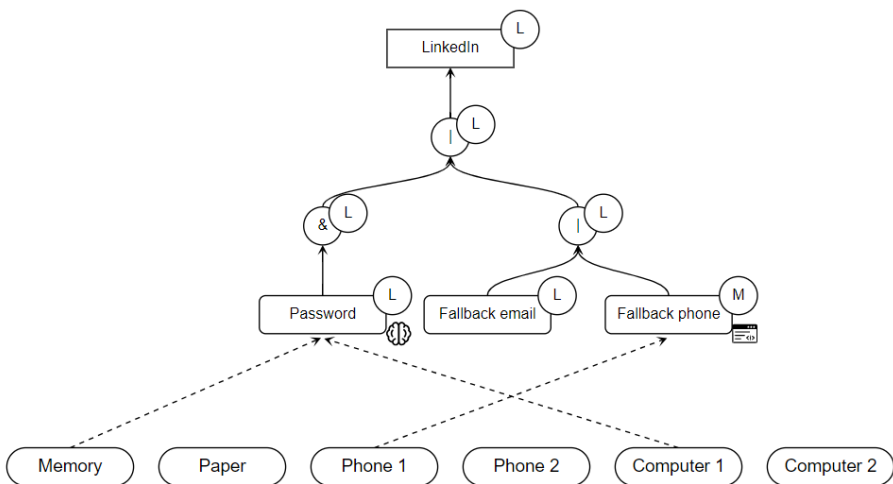 LinkedIn
L
|
L
&
L
|
L
Password
L
Fallback email
L
Fallback phone
M
Memory
Paper
Phone 1
Phone 2
Computer 1
Computer 2